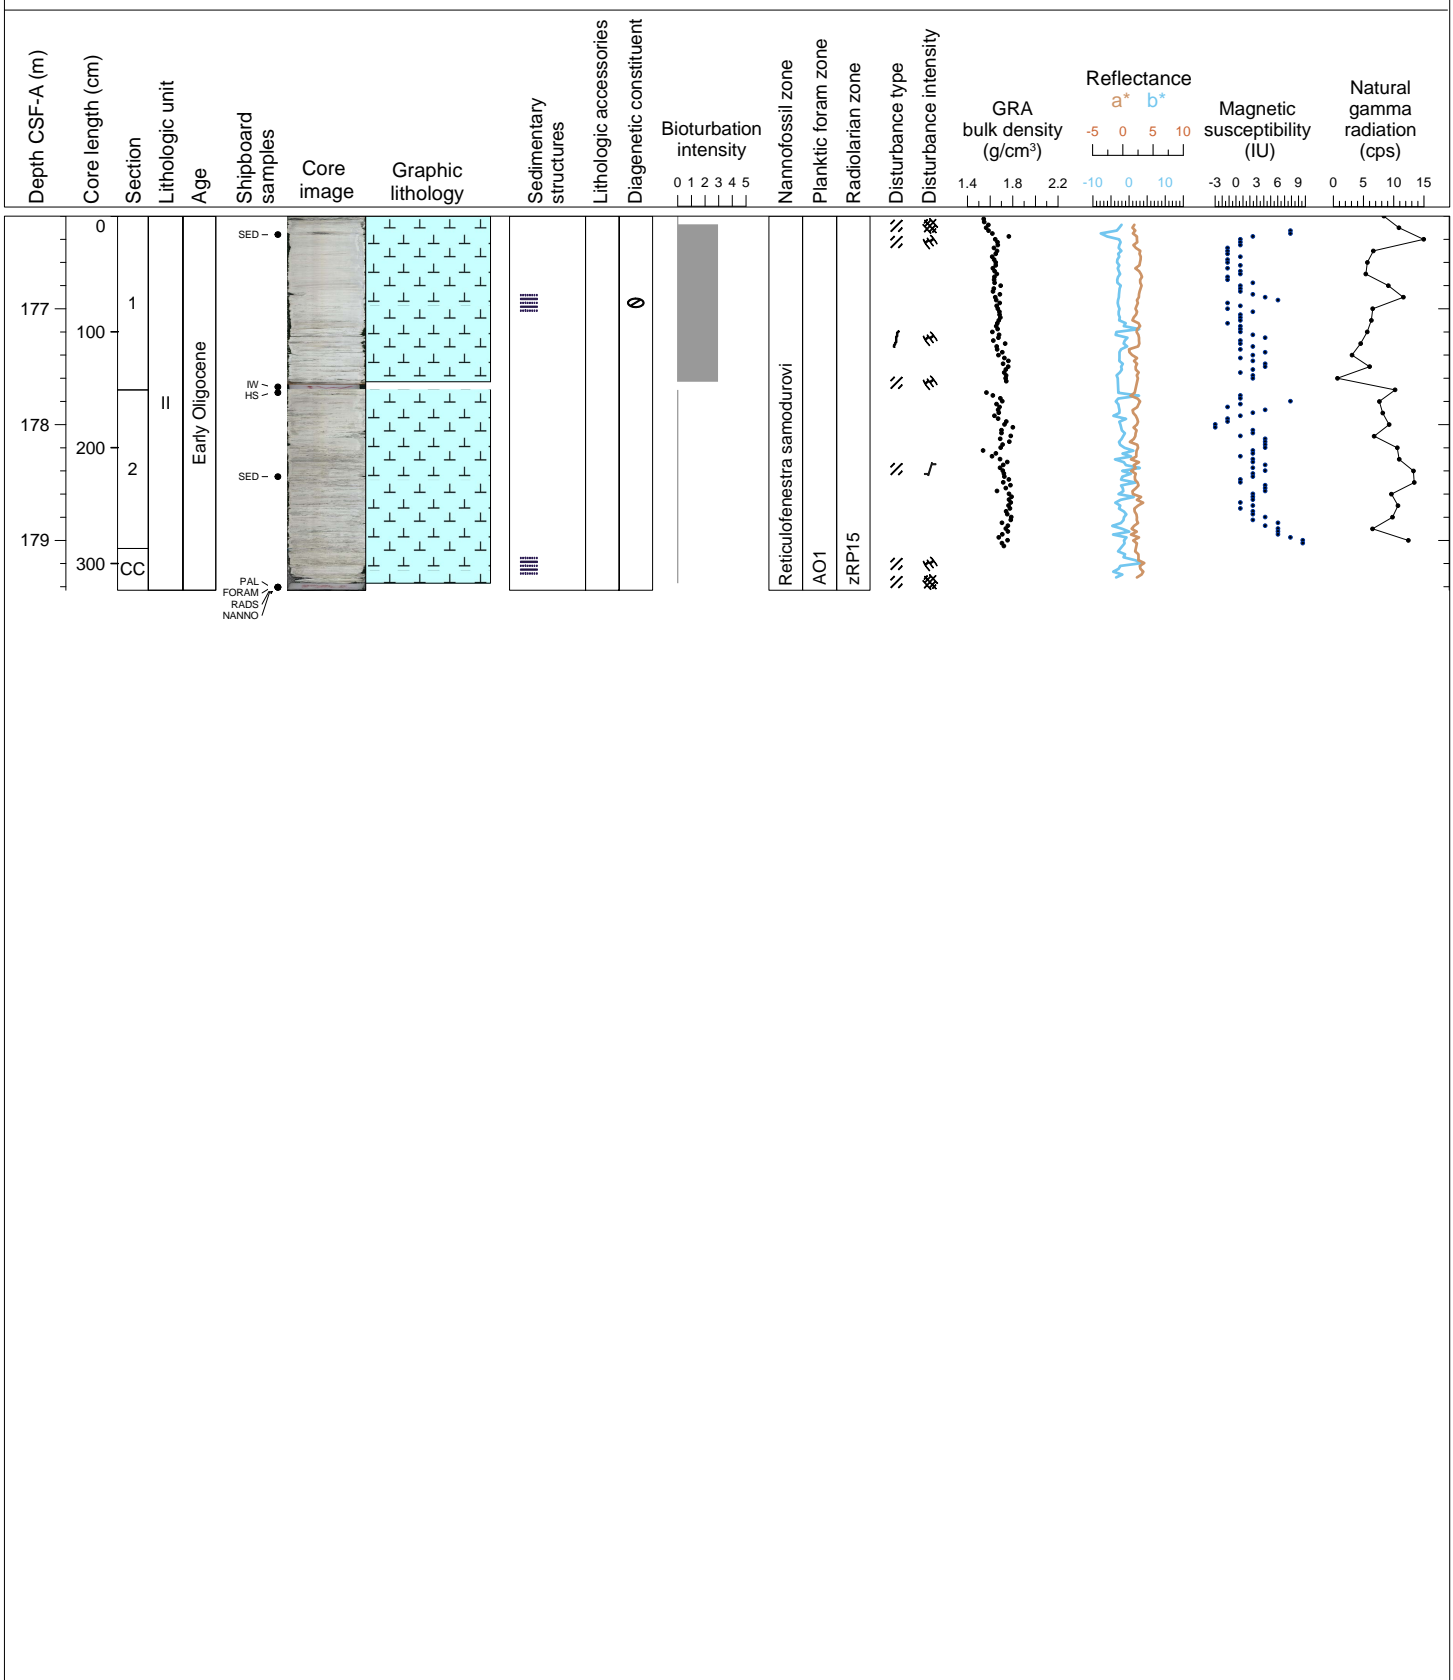 Depth CSF-A (m)
Core length (cm)
Section
Lithologic unit
Age
Shipboard
samples
Core
image
Graphic
lithology
Sedimentary
structures
Lithologic accessories
Diagenetic constituent
Bioturbation
intensity
0 1 2 3 4 5
Nannofossil zone
Planktic foram zone
Radiolarian zone
Disturbance type
Disturbance intensity
GRA
bulk density
(g/cm³)
1.4 1.8 2.2
Reflectance
a* b*
-5 0 5 10
-10 0 10
Magnetic
susceptibility
(IU)
-3 0 3 6 9
Natural
gamma
radiation
(cps)
0 5 10 15
177
178
179
0
100
200
300
1
2
CC
II
Early Oligocene
SED
IW
HS
SED
PAL
FORAM
RADS
NANNO
Reticulofenestra samodurovi
AO1
zRP15